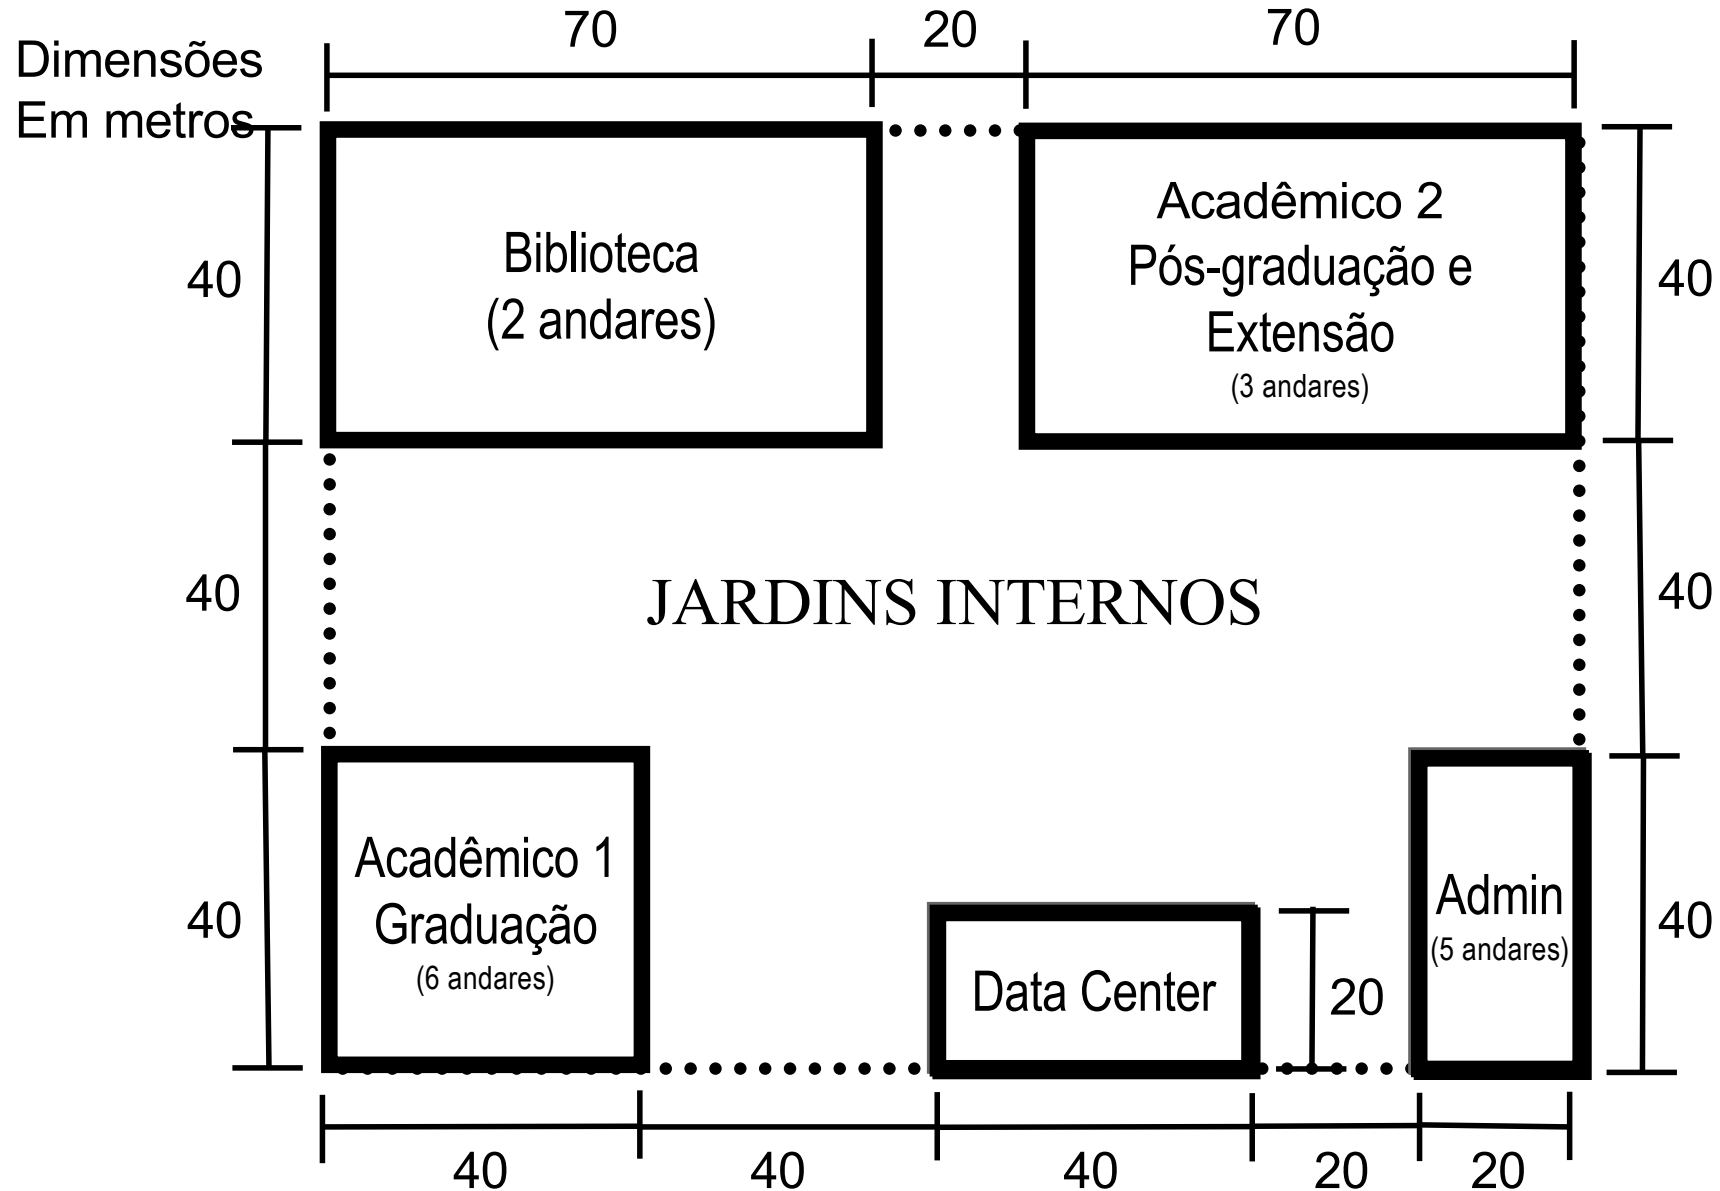 70
20
70
Dimensões
Em metros
Biblioteca
(2 andares)
Acadêmico 2
Pós-graduação e
Extensão
(3 andares)
40
40
40
JARDINS INTERNOS
40
Acadêmico 1
Graduação
(6 andares)
Data Center
Admin
(5 andares)
20
40
40
40
40
40
20
20